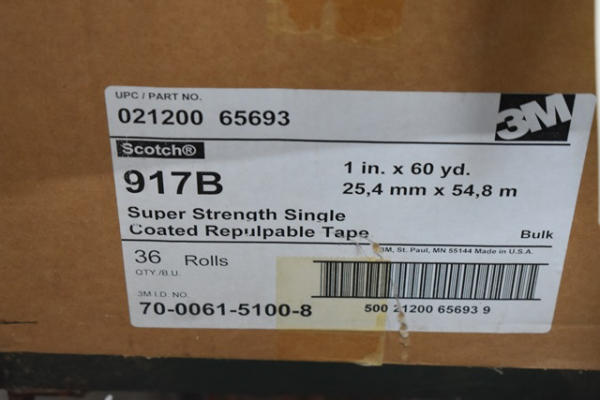 UPC / PART NO.
021200 65693
3M
Scotch®
917B
1 in. x 60 yd.
25,4 mm x 54,8 m
Super Strength Single
Coated Repulpable Tape
Bulk
3M, St. Paul, MN 55144 Made in U.S.A.
36 Rolls
QTY./B.U.
3M I.D. NO.
70-0061-5100-8
500 21200 65693 9